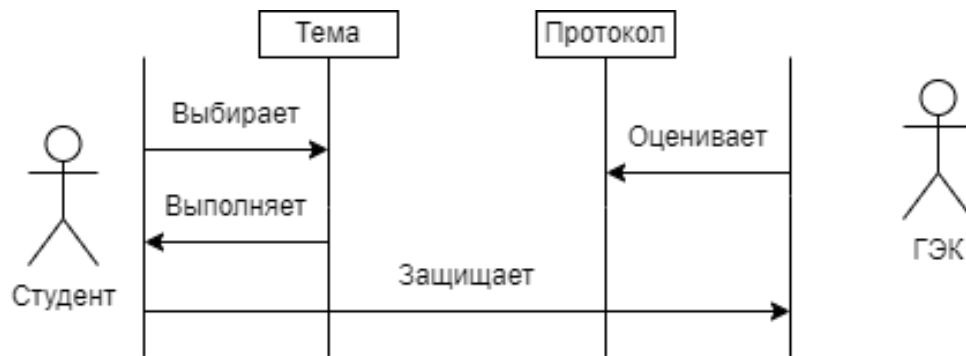 Тема
Протокол
Выбирает
Оценивает
Выполняет
Защищает
Студент
ГЭК